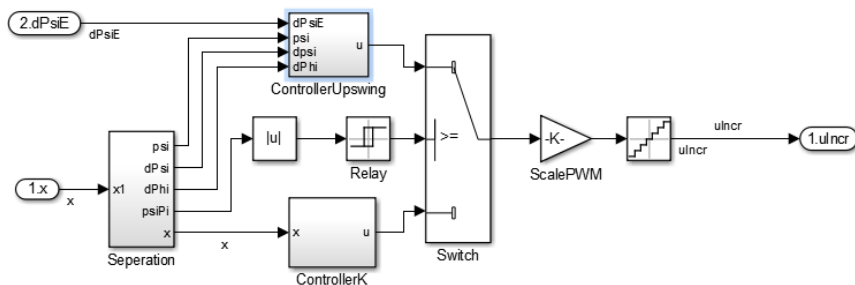 2.dPsiE
dPsiE
dPsiE
psi
dpsi
dPhi
u
ControllerUpswing
psi
dPsi
dPhi
psiPi
x
x1
Seperation
1.x
x
|u|
Relay
x
x
u
ControllerK
>=
Switch
-K-
ScalePWM
uIncr
uIncr
1.uIncr